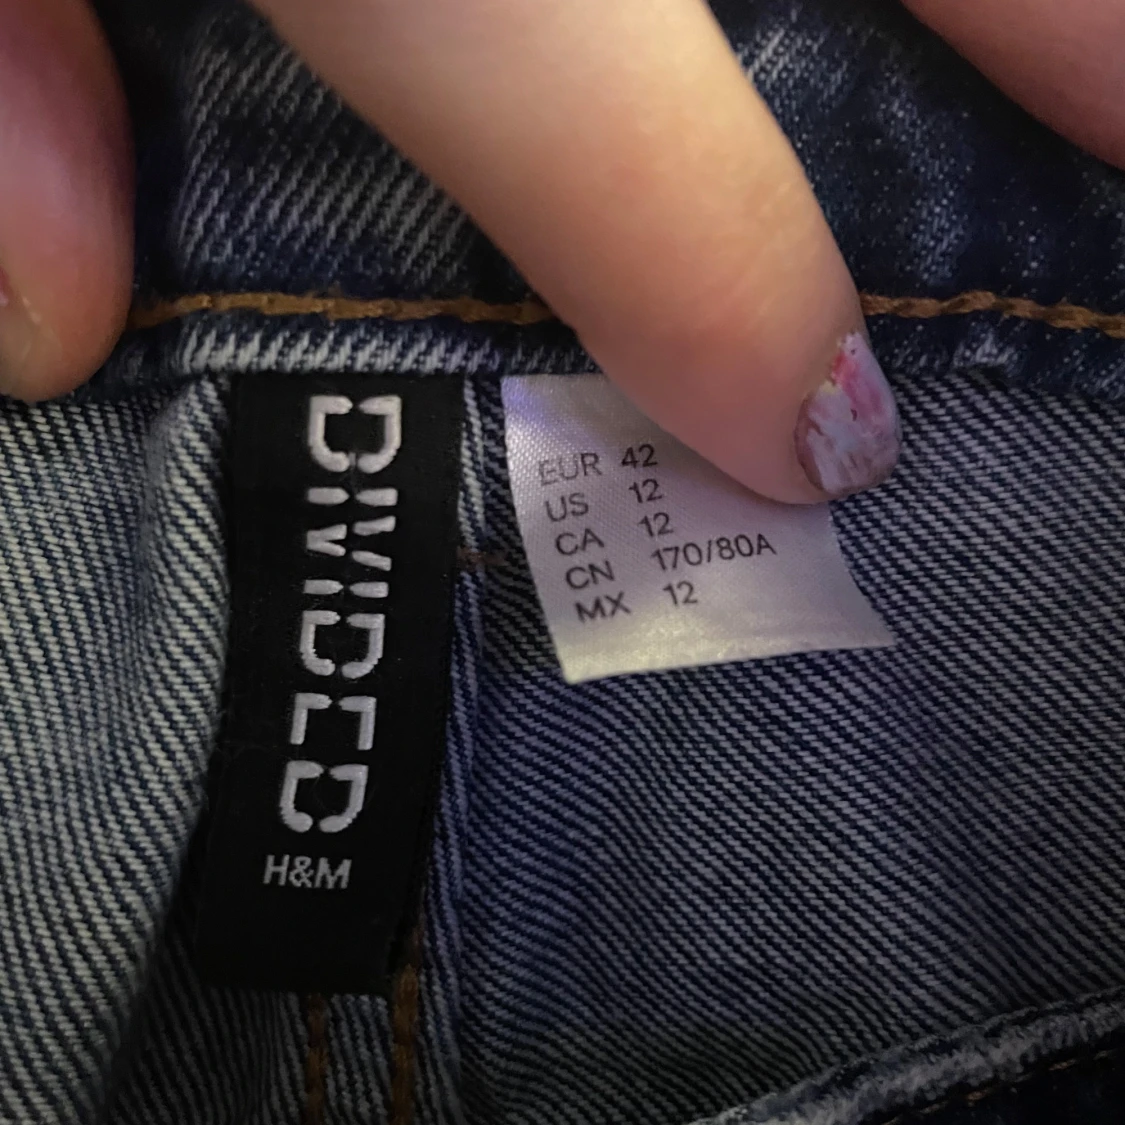 DIVIDED
H&M
EUR 42
US 12
CA 12
CN 170/80A
MX 12